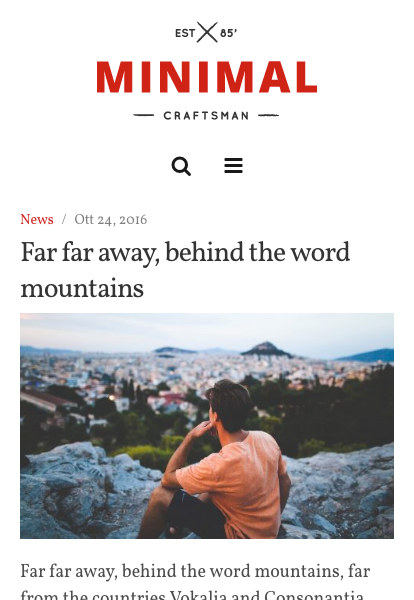 EST 85'
MINIMAL
CRAFTSMAN
News / Ott 24, 2016
Far far away, behind the word
mountains
Far far away, behind the word mountains, far
from the countries Vokalia and Consonantia